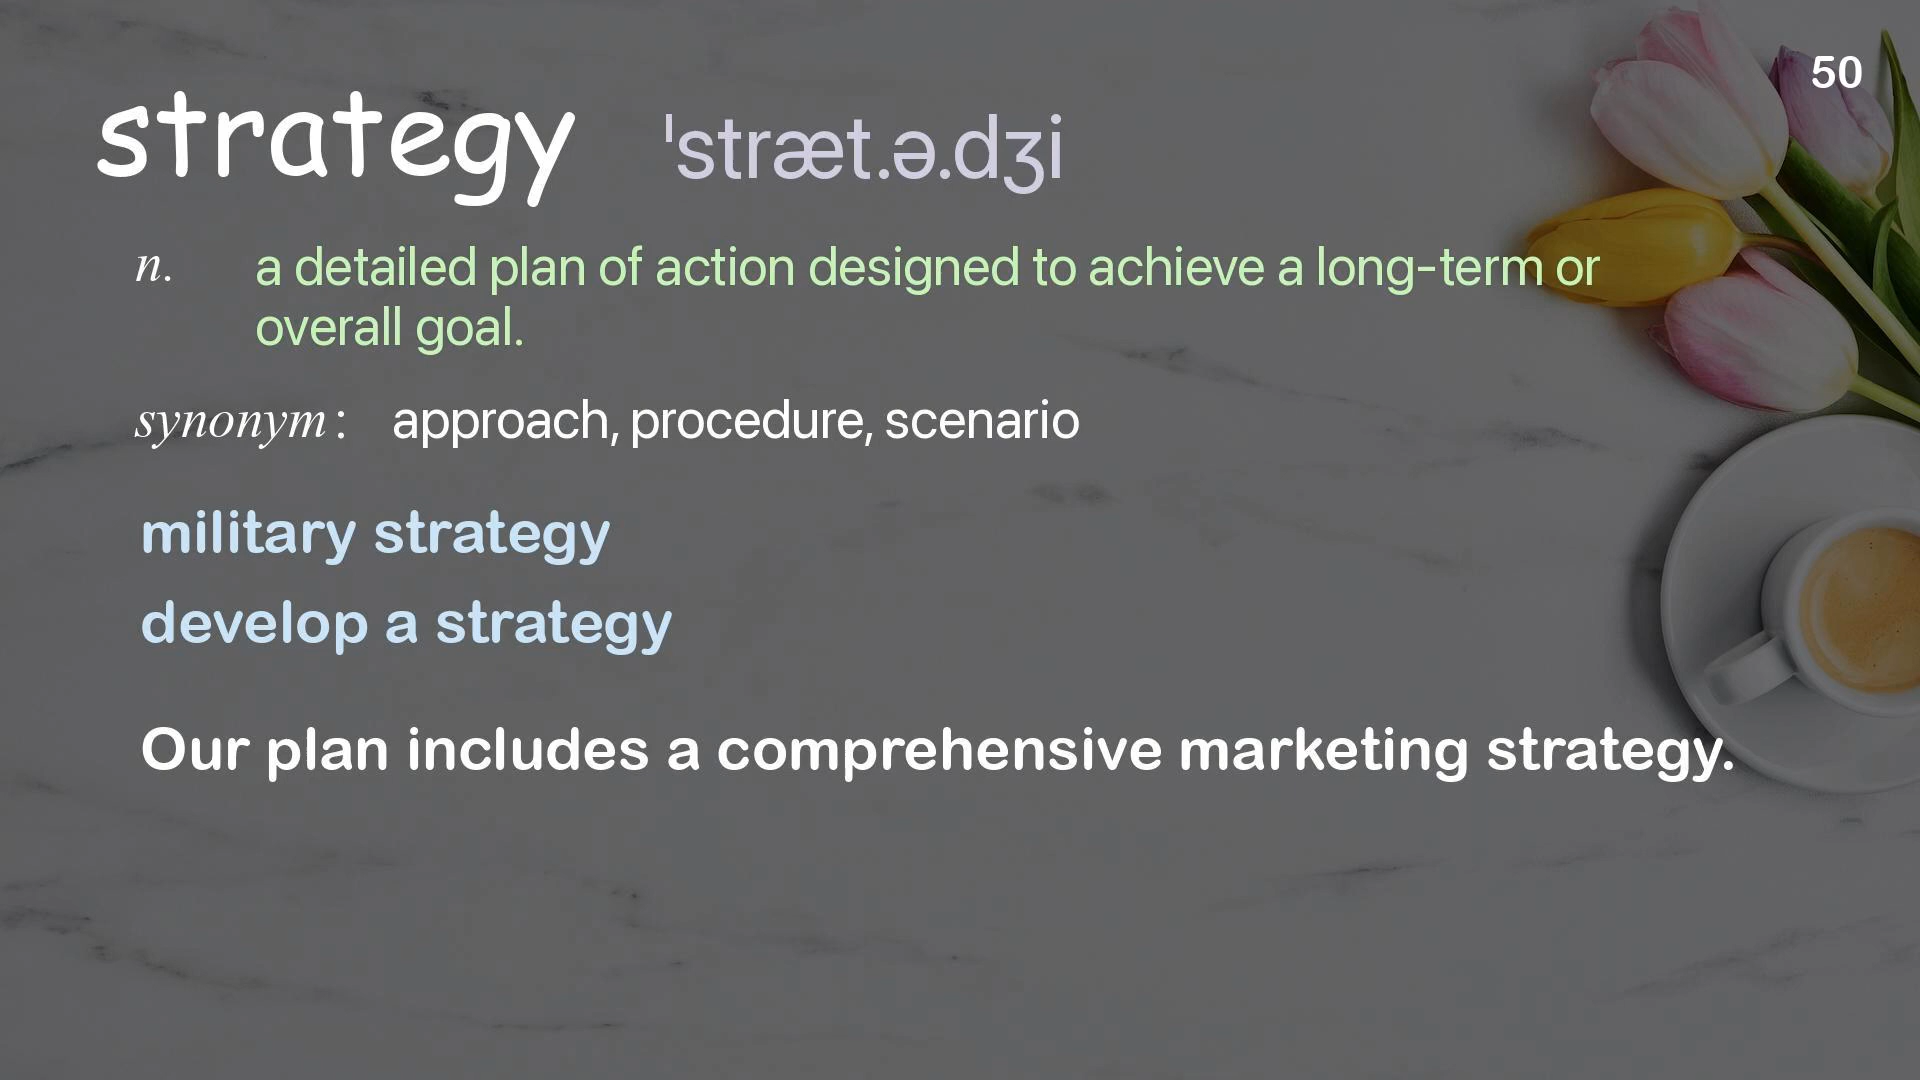 50
strategy ˈstræt.ə.dʒi
n. a detailed plan of action designed to achieve a long-term or
overall goal.
synonym: approach, procedure, scenario
military strategy
develop a strategy
Our plan includes a comprehensive marketing strategy.